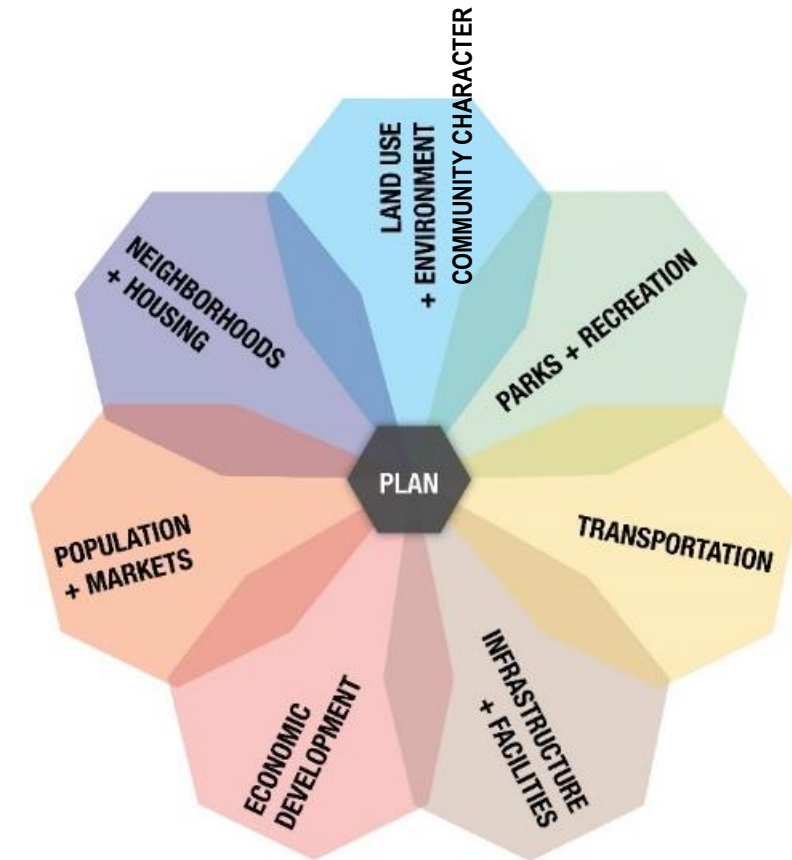 LAND USE
+ ENVIRONMENT
COMMUNITY CHARACTER
PARKS + RECREATION
TRANSPORTATION
INFRASTRUCTURE
+ FACILITIES
ECONOMIC
DEVELOPMENT
POPULATION
+ MARKETS
NEIGHBORHOODS
+ HOUSING
PLAN